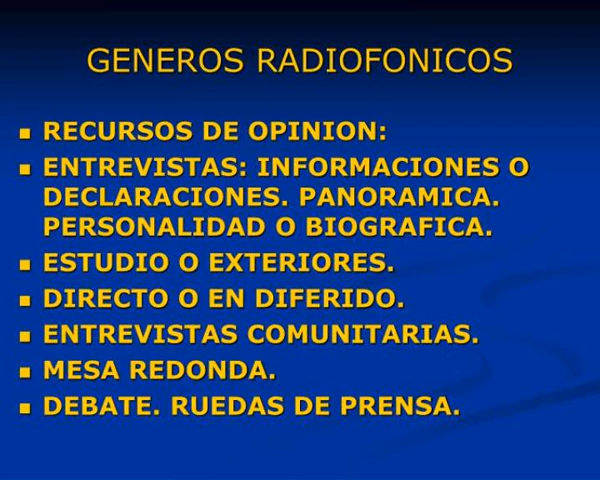 GENEROS RADIOFONICOS
RECURSOS DE OPINION:
ENTREVISTAS: INFORMACIONES O
DECLARACIONES. PANORAMICA.
PERSONALIDAD O BIOGRAFICA.
ESTUDIO O EXTERIORES.
DIRECTO O EN DIFERIDO.
ENTREVISTAS COMUNITARIAS.
MESA REDONDA.
DEBATE. RUEDAS DE PRENSA.